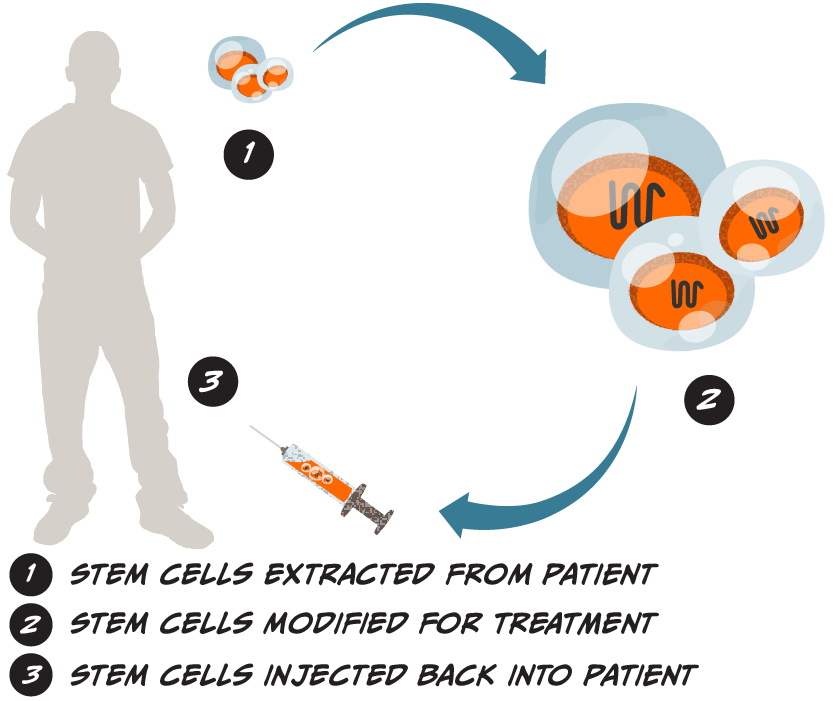 1
2
3
1 STEM CELLS EXTRACTED FROM PATIENT
2 STEM CELLS MODIFIED FOR TREATMENT
3 STEM CELLS INJECTED BACK INTO PATIENT